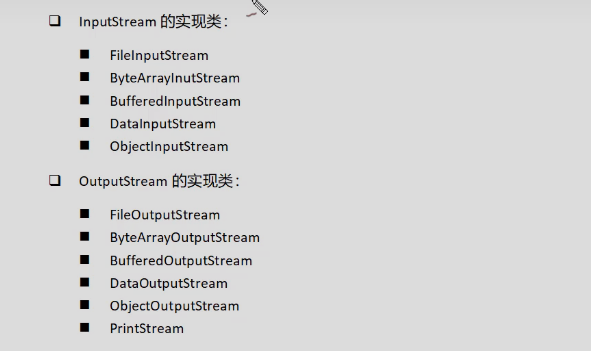 InputStream 的实现类：
FileInputStream
ByteArrayInutStream
BufferedInputStream
DataInputStream
ObjectInputStream
OutputStream 的实现类：
FileOutputStream
ByteArrayOutputStream
BufferedOutputStream
DataOutputStream
ObjectOutputStream
PrintStream